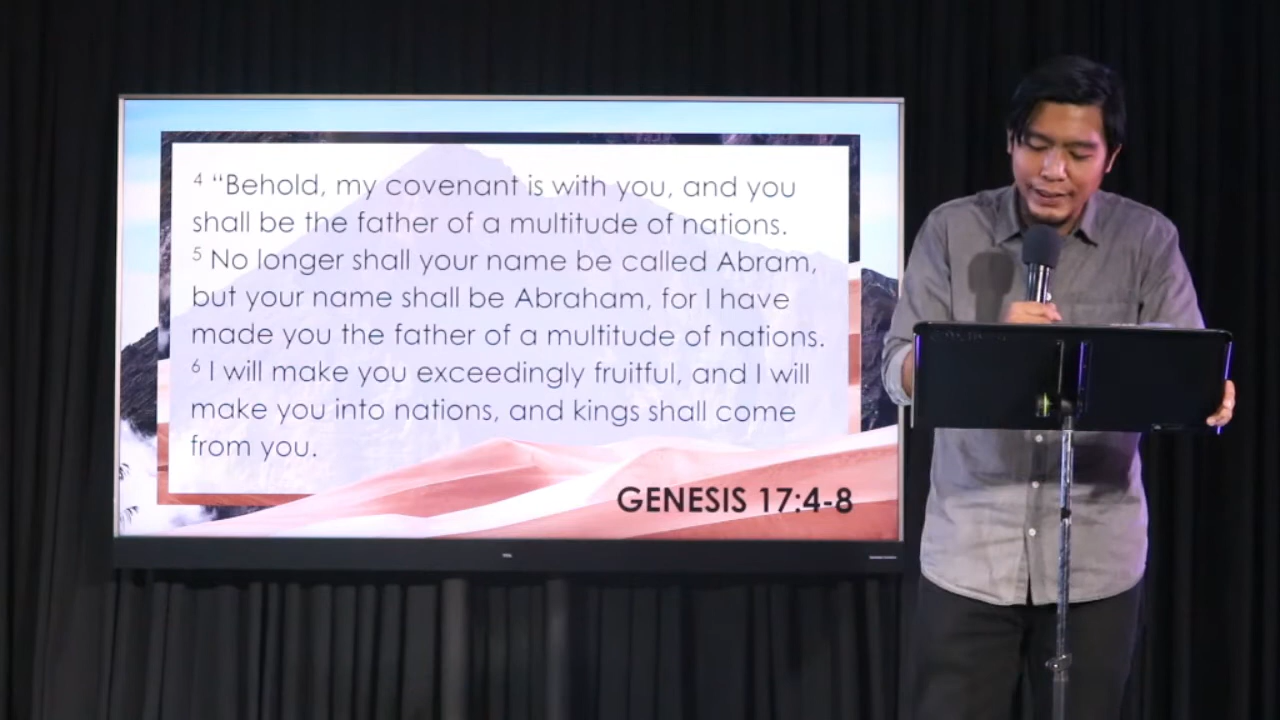 4 “Behold, my covenant is with you, and you
shall be the father of a multitude of nations.
5 No longer shall your name be called Abram,
but your name shall be Abraham, for I have
made you the father of a multitude of nations.
6 I will make you exceedingly fruitful, and I will
make you into nations, and kings shall come
from you.
GENESIS 17:4-8
TCL